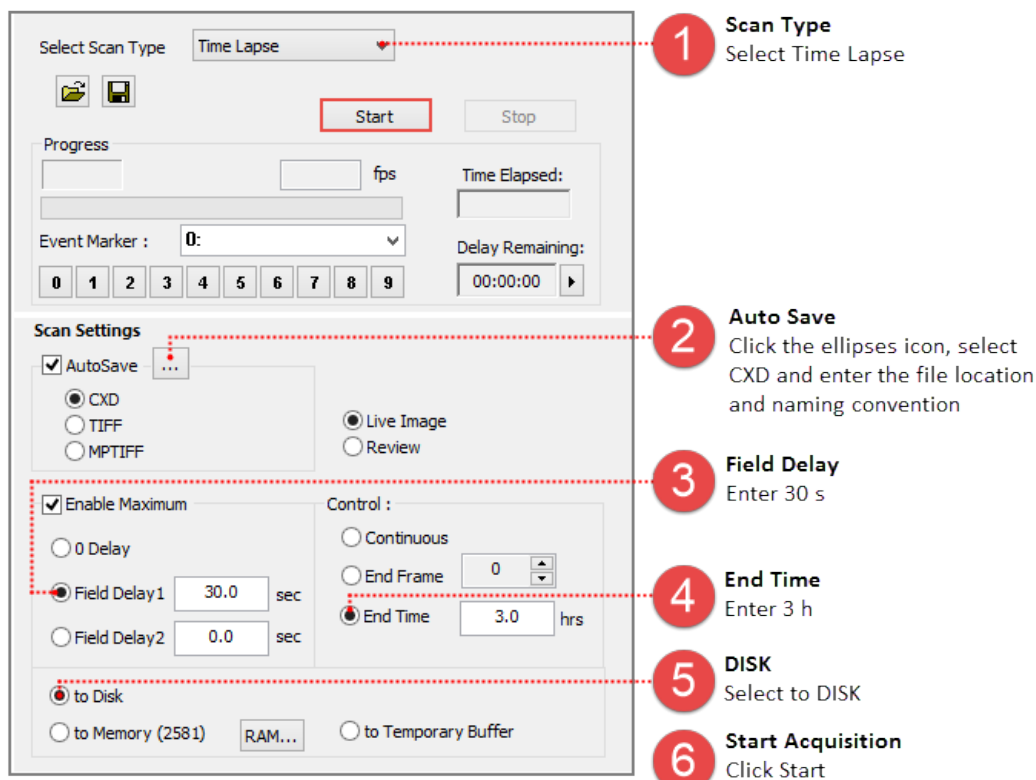 Select Scan Type Time Lapse
Start Stop
Progress
fps Time Elapsed:
Event Marker : 0:
Delay Remaining:
0 1 2 3 4 5 6 7 8 9 00:00:00
Scan Settings
AutoSave ...
CXD
TIFF
MPTIFF
Live Image
Review
Enable Maximum
0 Delay
Field Delay1 30.0 sec
Field Delay2 0.0 sec
Control :
Continuous
End Frame 0
End Time 3.0 hrs
to Disk
to Memory (2581) RAM... to Temporary Buffer
1 Scan Type
Select Time Lapse
2 Auto Save
Click the ellipses icon, select
CXD and enter the file location
and naming convention
3 Field Delay
Enter 30 s
4 End Time
Enter 3 h
5 DISK
Select to DISK
6 Start Acquisition
Click Start